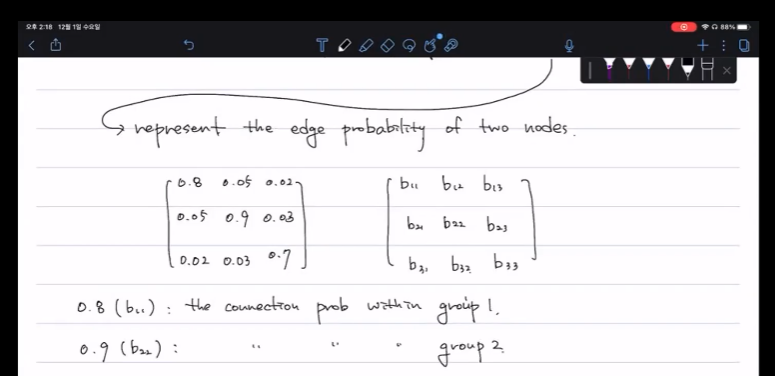 오후 2:18 12월 1일 수요일
88%
represent the edge probability of two nodes.
0.8 0.05 0.02
0.05 0.9 0.03
0.02 0.03 0.7
b11 b12 b13
b21 b22 b23
b31 b32 b33
0.8 (b11) : the connection prob within group 1.
0.9 (b22) : " " " group 2.